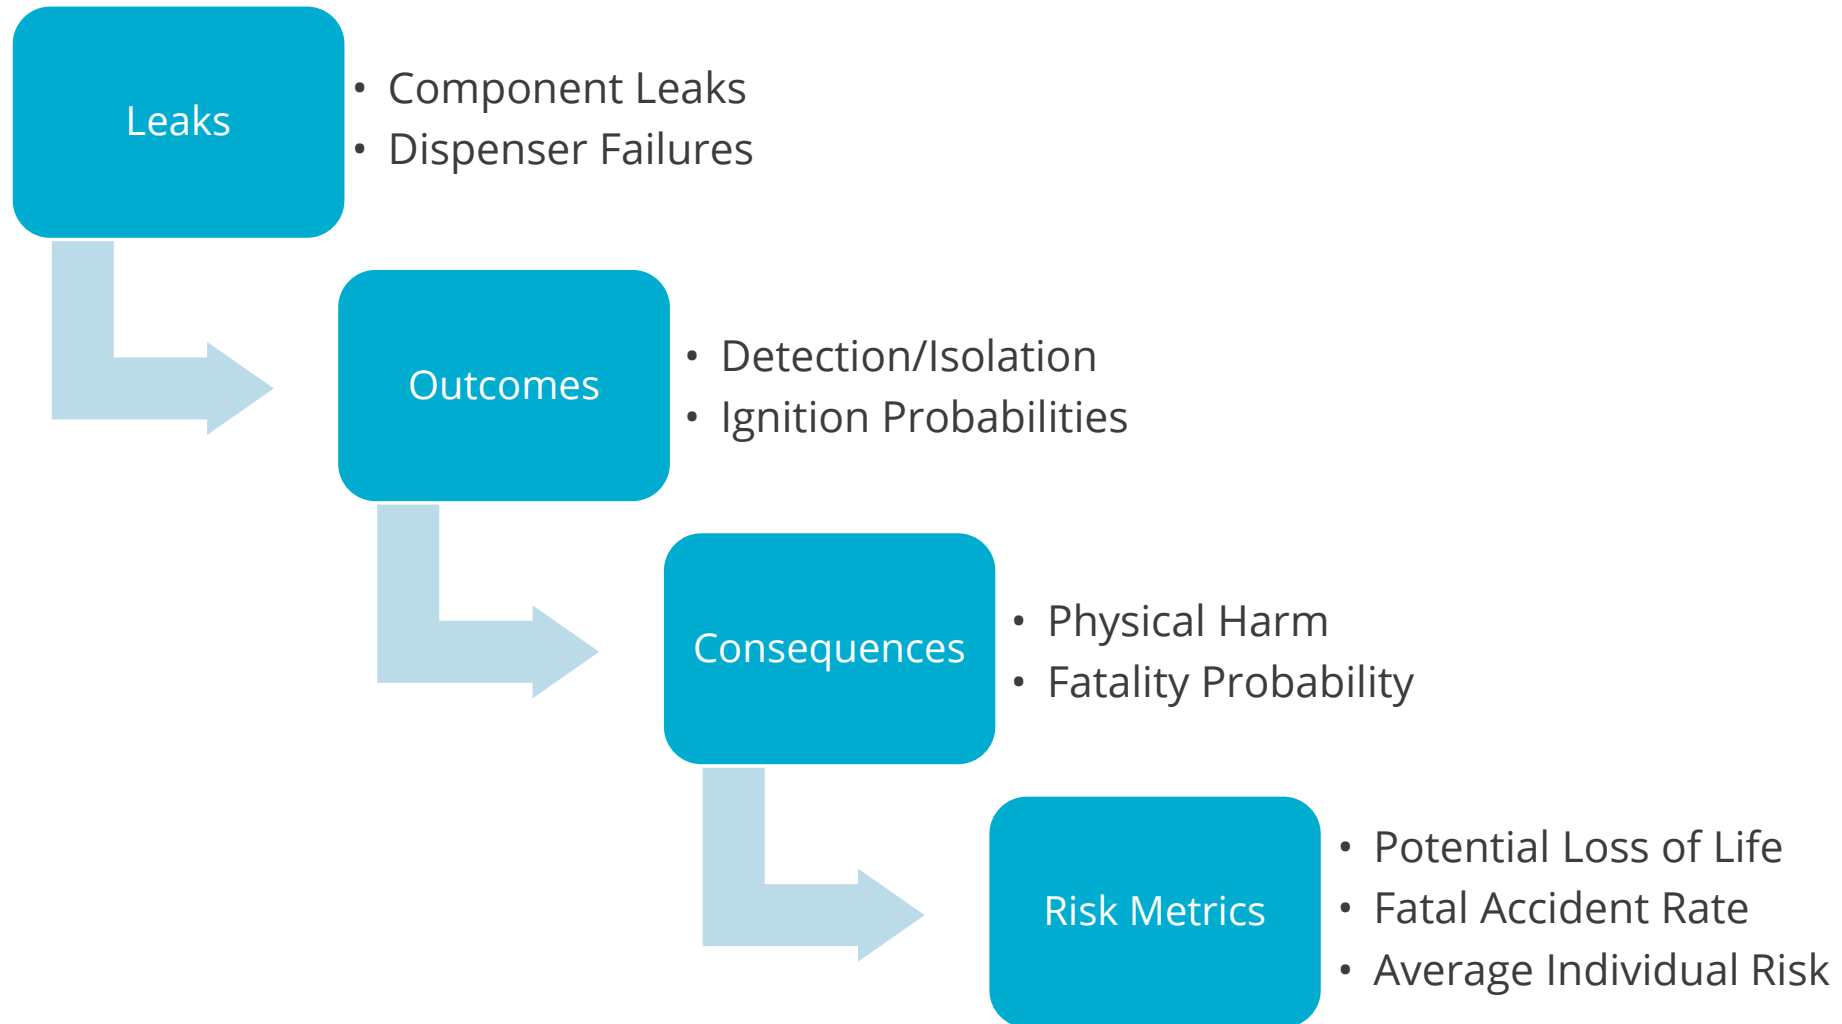 Leaks
• Component Leaks
• Dispenser Failures
Outcomes
• Detection/Isolation
• Ignition Probabilities
Consequences
• Physical Harm
• Fatality Probability
Risk Metrics
• Potential Loss of Life
• Fatal Accident Rate
• Average Individual Risk